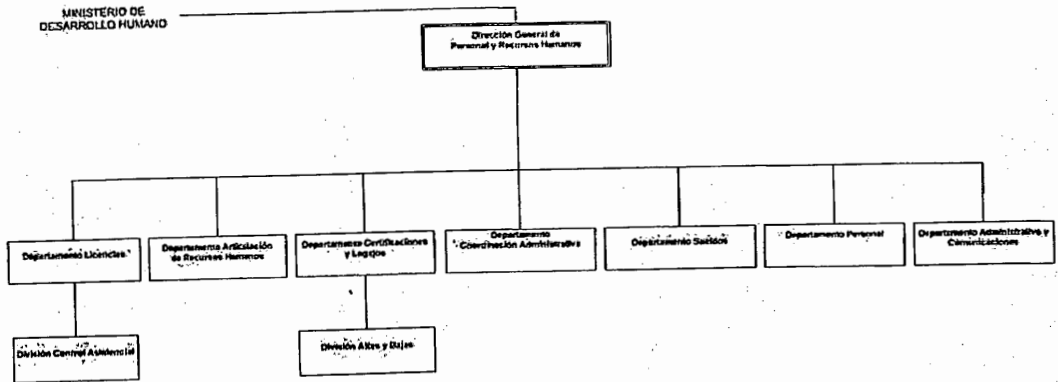 MINISTERIO DE
DESARROLLO HUMANO
Dirección General de
Personal y Recursos Humanos
Departamento Licencias
Departamento Articulación
de Recursos Humanos
Departamento Certificaciones
y Legajos
Departamento
Coordinación Administrativa
Departamento Sueldos
Departamento Personal
Departamento Administrativo y
Comunicaciones
División Control Asistencial
División Altas y Bajas